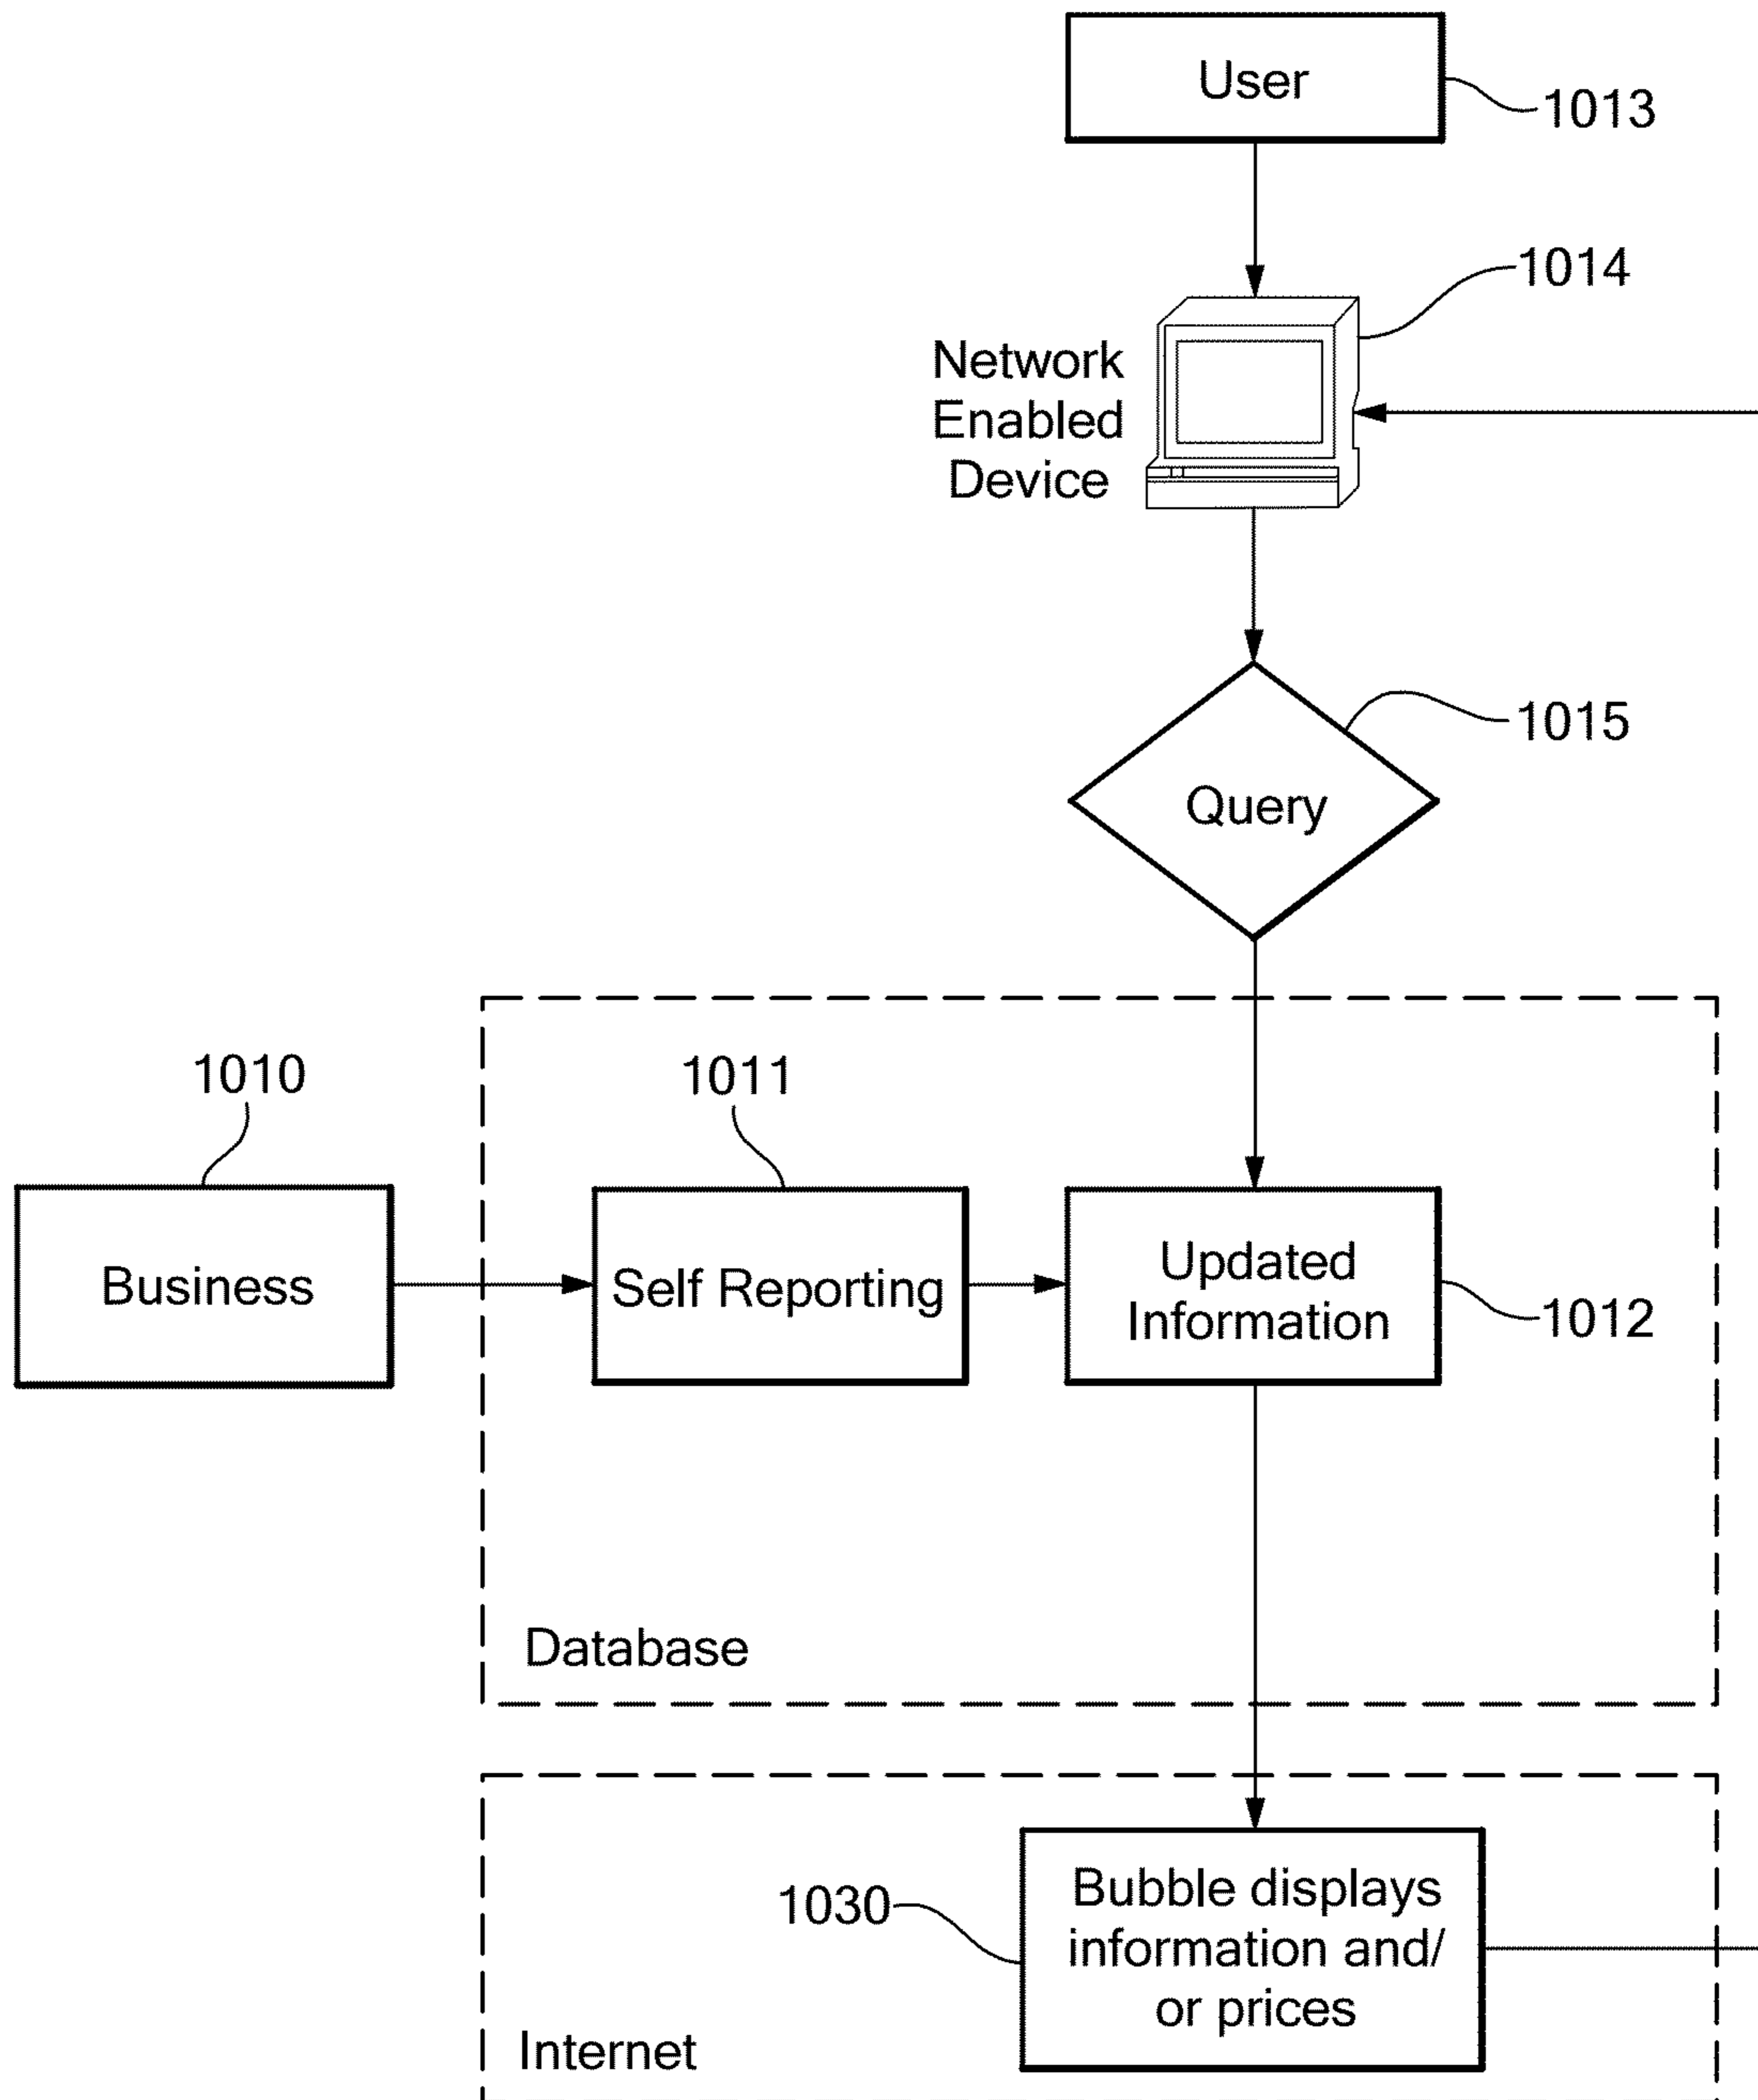 User
1013
1014
Network
Enabled
Device
1015
Query
1010
1011
Business
Self Reporting
Updated
Information
1012
Database
1030
Bubble displays
information and/
or prices
Internet